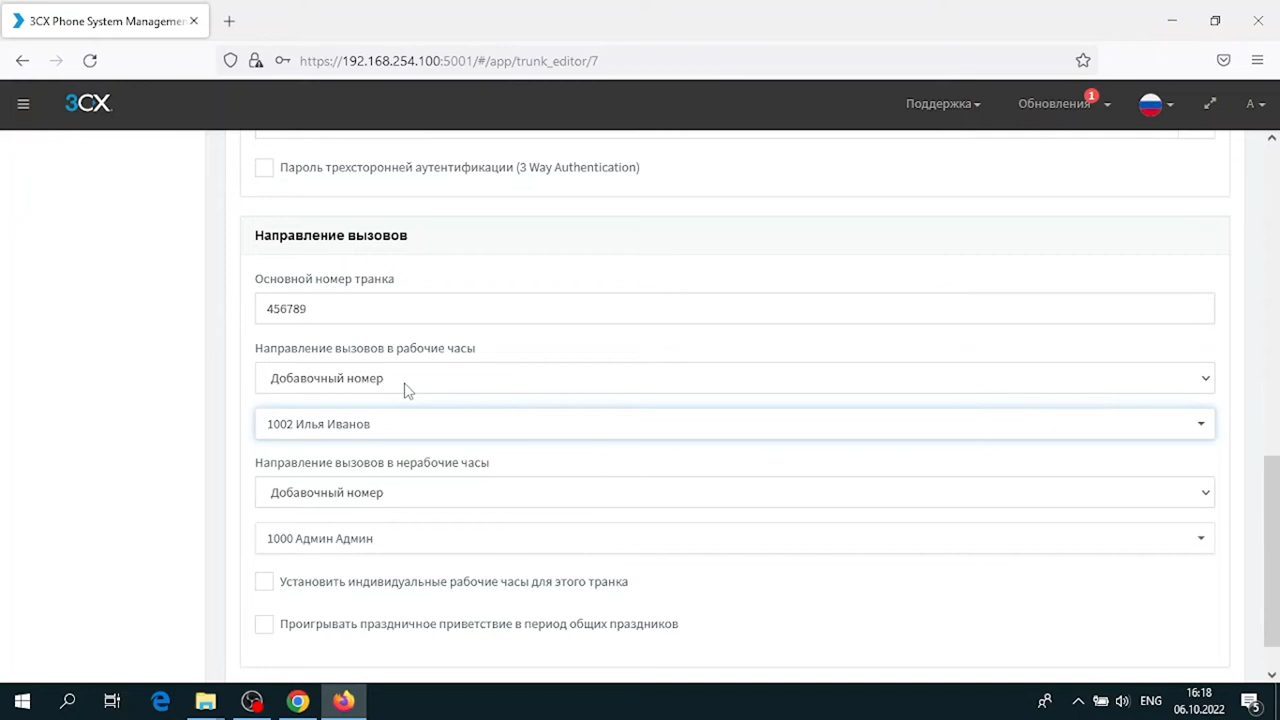 3CX Phone System Managemen
https://192.168.254.100:5001/#/app/trunk_editor/7
3CX
Поддержка
Обновления
1
A
Пароль трехсторонней аутентификации (3 Way Authentication)
Направление вызовов
Основной номер транка
456789
Направление вызовов в рабочие часы
Добавочный номер
1002 Илья Иванов
Направление вызовов в нерабочие часы
Добавочный номер
1000 Админ Админ
Установить индивидуальные рабочие часы для этого транка
Проигрывать праздничное приветствие в период общих праздников
ENG
16:18
06.10.2022
5